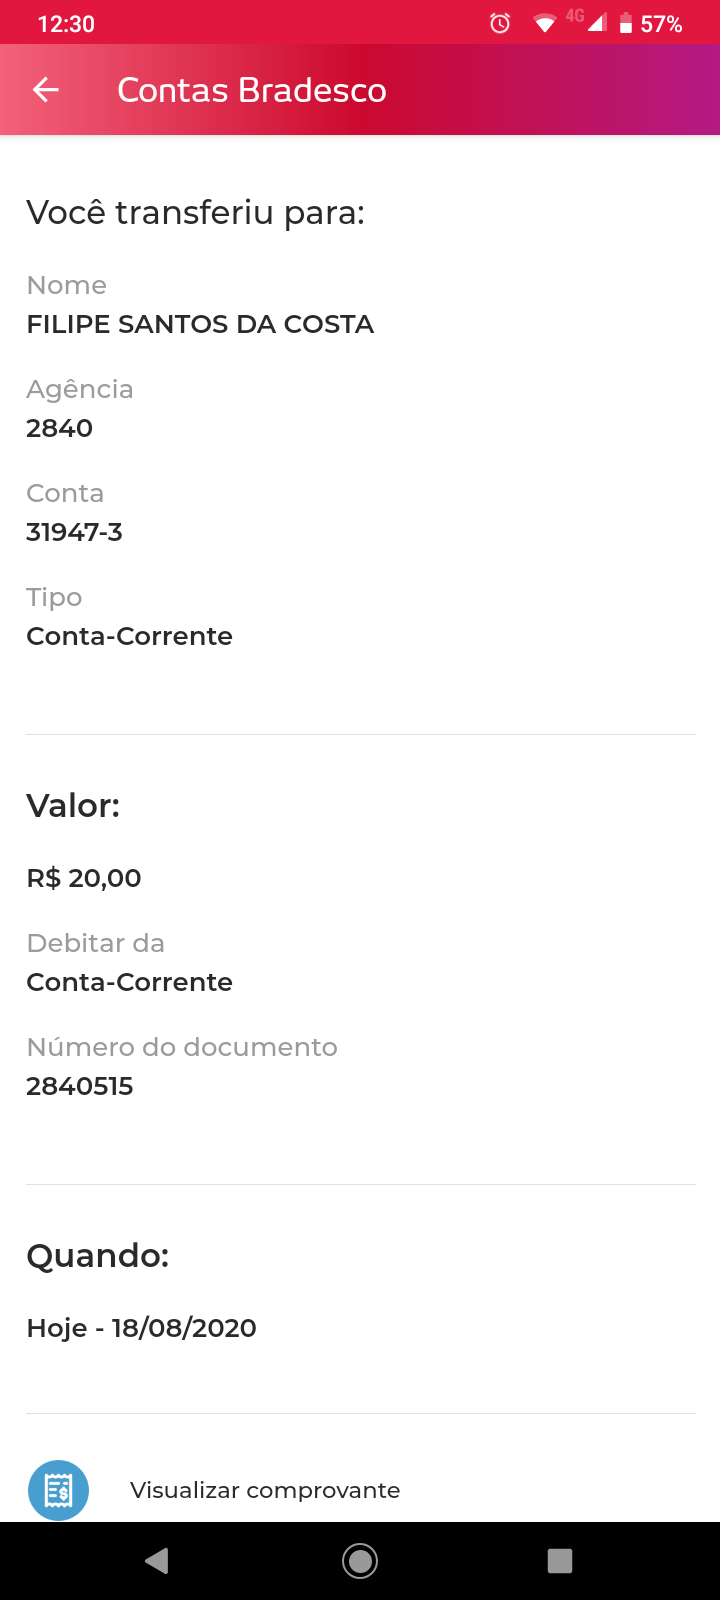 12:30
4G
57%
Contas Bradesco
Você transferiu para:
Nome
FILIPE SANTOS DA COSTA
Agência
2840
Conta
31947-3
Tipo
Conta-Corrente
Valor:
R$ 20,00
Debitar da
Conta-Corrente
Número do documento
2840515
Quando:
Hoje - 18/08/2020
$
Visualizar comprovante